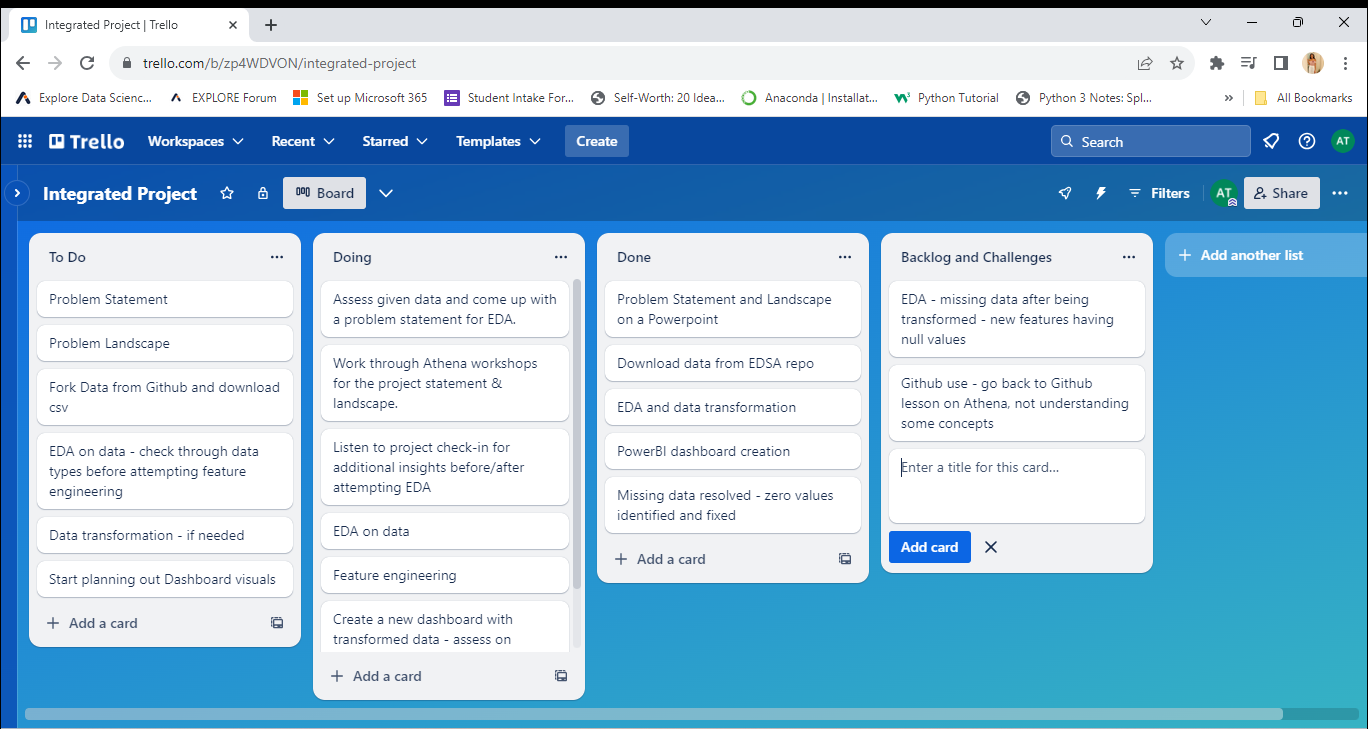 Integrated Project | Trello
trello.com/b/zp4WDVON/integrated-project
Explore Data Scienc...
EXPLORE Forum
Set up Microsoft 365
Student Intake For...
Self-Worth: 20 Idea...
Anaconda | Installat...
Python Tutorial
Python 3 Notes: Spl...
»
All Bookmarks
Trello
Workspaces
Recent
Starred
Templates
Create
Search
AT
Integrated Project
Board
Filters
AT
Share
To Do
Problem Statement
Problem Landscape
Fork Data from Github and download
csv
EDA on data - check through data
types before attempting feature
engineering
Data transformation - if needed
Start planning out Dashboard visuals
Add a card
Doing
Assess given data and come up with
a problem statement for EDA.
Work through Athena workshops
for the project statement &
landscape.
Listen to project check-in for
additional insights before/after
attempting EDA
EDA on data
Feature engineering
Create a new dashboard with
transformed data - assess on
Add a card
Done
Problem Statement and Landscape
on a Powerpoint
Download data from EDSA repo
EDA and data transformation
PowerBI dashboard creation
Missing data resolved - zero values
identified and fixed
Add a card
Backlog and Challenges
EDA - missing data after being
transformed - new features having
null values
Github use - go back to Github
lesson on Athena, not understanding
some concepts
Enter a title for this card...
Add card
Add another list